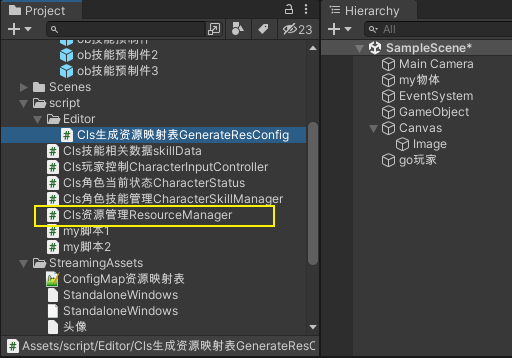 Project
23
ob技能预制件
ob技能预制件2
ob技能预制件3
Scenes
script
Editor
Cls生成资源映射表GenerateResConfig
Cls技能相关数据skillData
Cls玩家控制CharacterInputController
Cls角色当前状态CharacterStatus
Cls角色技能管理CharacterSkillManager
Cls资源管理ResourceManager
my脚本1
my脚本2
StreamingAssets
ConfigMap资源映射表
StandaloneWindows
StandaloneWindows
头像
Assets/script/Editor/Cls生成资源映射表GenerateResC
Hierarchy
All
SampleScene*
Main Camera
my物体
EventSystem
GameObject
Canvas
Image
go玩家